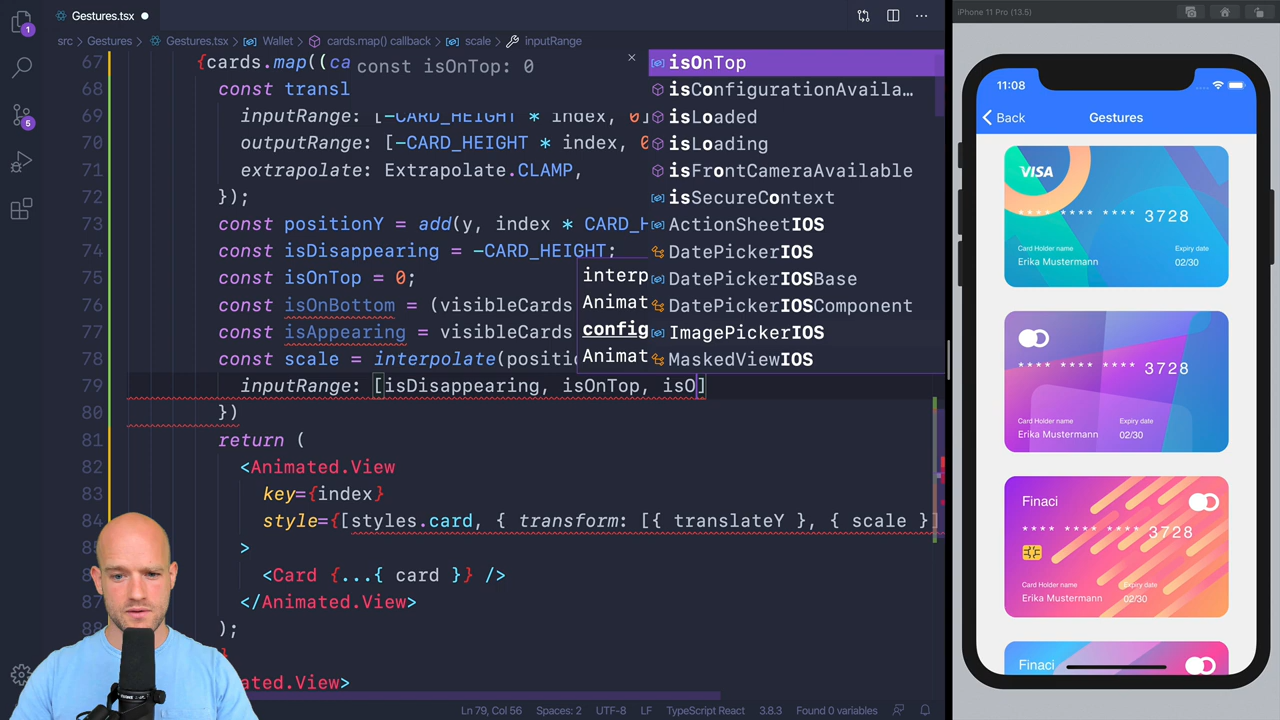 Gestures.tsx
iPhone 11 Pro (13.5)
src > Gestures > Gestures.tsx > Wallet > cards.map() callback > scale > inputRange
67 {cards.map((ca
const isOnTop: 0
68 const transl
69 inputRange: [-CARD_HEIGHT * index, 0]
70 outputRange: [-CARD_HEIGHT * index, 0
71 extrapolate: Extrapolate.CLAMP,
72 });
73 const positionY = add(y, index * CARD_H
74 const isDisappearing = -CARD_HEIGHT;
75 const isOnTop = 0;
76 const isOnBottom = (visibleCards
77 const isAppearing = visibleCards
78 const scale = interpolate(positio
79 inputRange: [isDisappearing, isOnTop, isO]
80 })
81 return (
82 <Animated.View
83 key={index}
84 style={[styles.card, { transform: [{ translateY }, { scale }]
>
<Card {...{ card }} />
87 </Animated.View>
88 );
}
ated.View>
isOnTop
isConfigurationAvaila...
isLoaded
isLoading
isFrontCameraAvailable
isSecureContext
ActionSheetIOS
DatePickerIOS
DatePickerIOSBase
DatePickerIOSComponent
ImagePickerIOS
MaskedViewIOS
interp
Animat
config
Animat
1
5
Ln 79, Col 56 Spaces: 2 UTF-8 LF TypeScript React 3.8.3 Found 0 variables
11:08
Back Gestures
VISA
**** **** **** 3728
Card Holder name Expiry date
Erika Mustermann 02/30
**** **** **** 3728
Card Holder name Expiry date
Erika Mustermann 02/30
Finaci
**** **** **** 3728
Card Holder name Expiry date
Erika Mustermann 02/30
Finaci